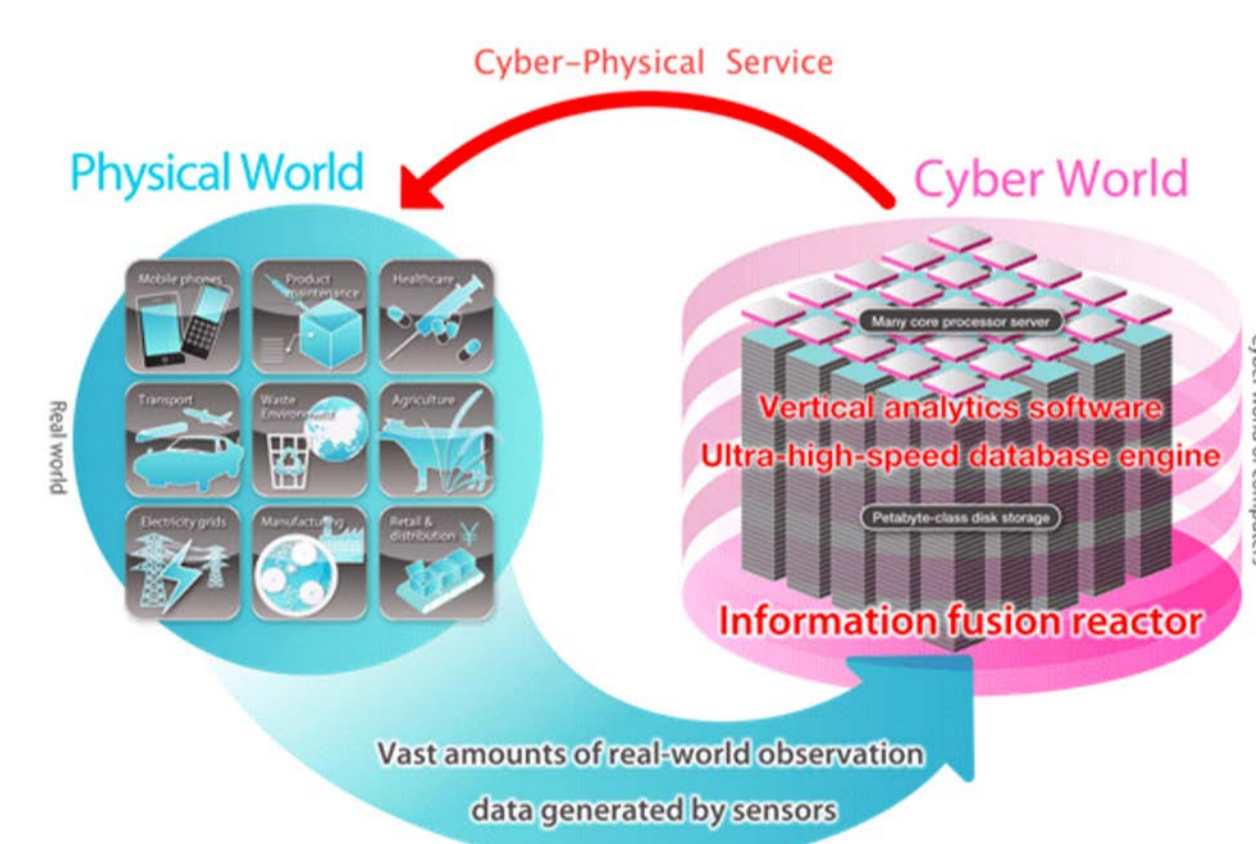 Cyber-Physical Service
Physical World
Cyber World
Mobile phones
Product
maintenance
Healthcare
Transport
Waste
Environment
Agriculture
Electricity grids
Manufacturing
Retail &
distribution
¥
Real world
Many core processor server
Vertical analytics software
Ultra-high-speed database engine
Petabyte-class disk storage
Information fusion reactor
Vast amounts of real-world observation
data generated by sensors